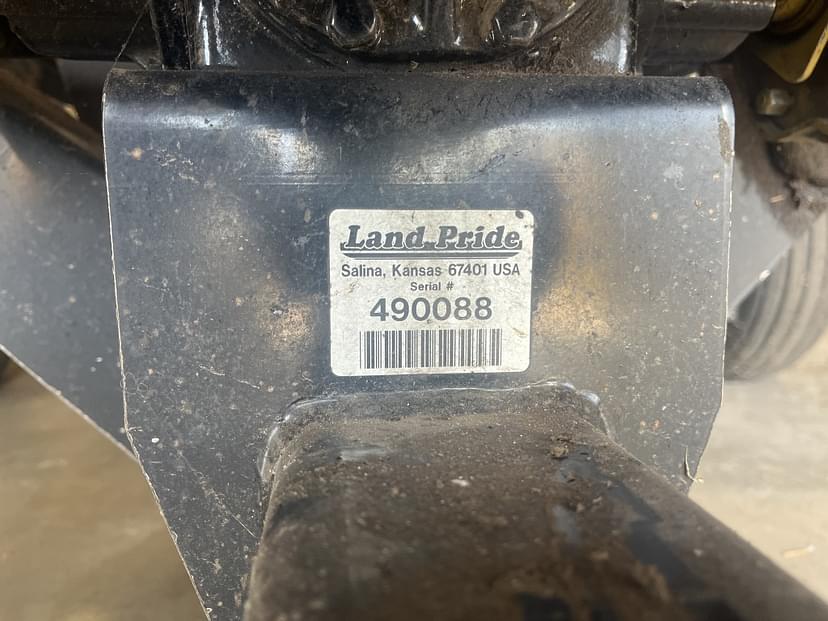 Land Pride
Salina, Kansas 67401 USA
Serial #
490088